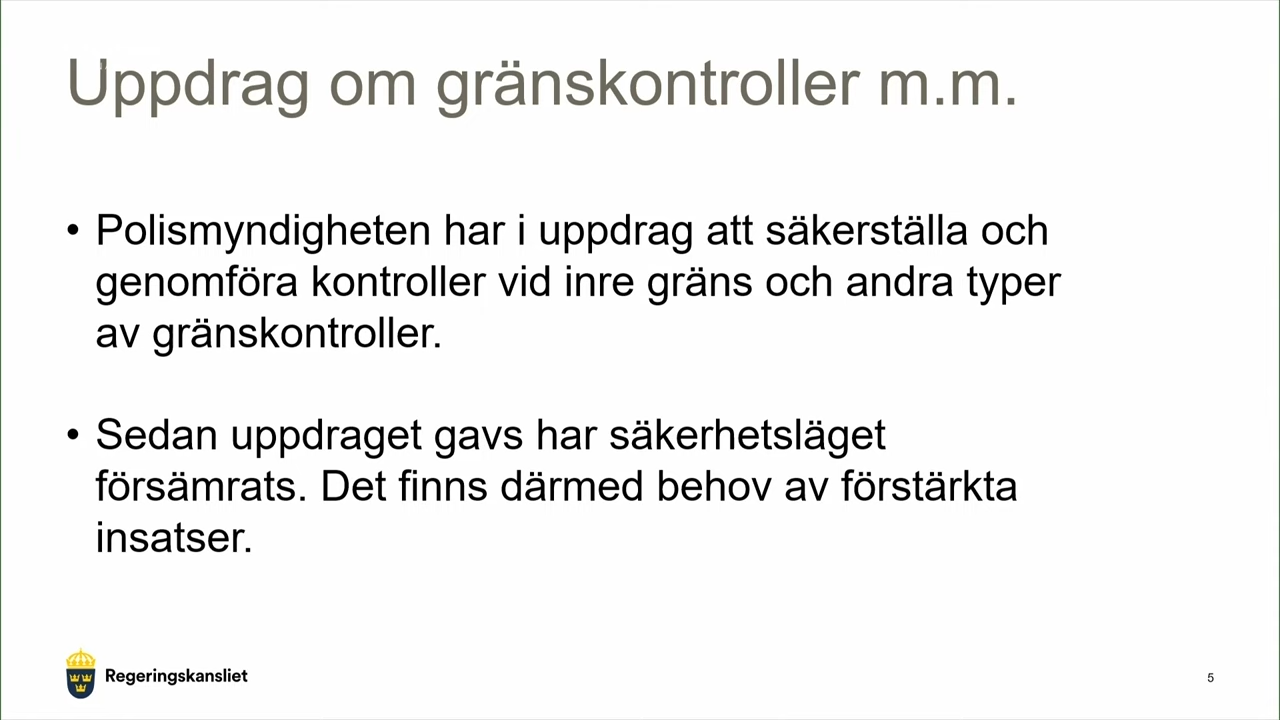 Uppdrag om gränskontroller m.m.
• Polismyndigheten har i uppdrag att säkerställa och
genomföra kontroller vid inre gräns och andra typer
av gränskontroller.
• Sedan uppdraget gavs har säkerhetsläget
försämrats. Det finns därmed behov av förstärkta
insatser.
Regeringskansliet
5